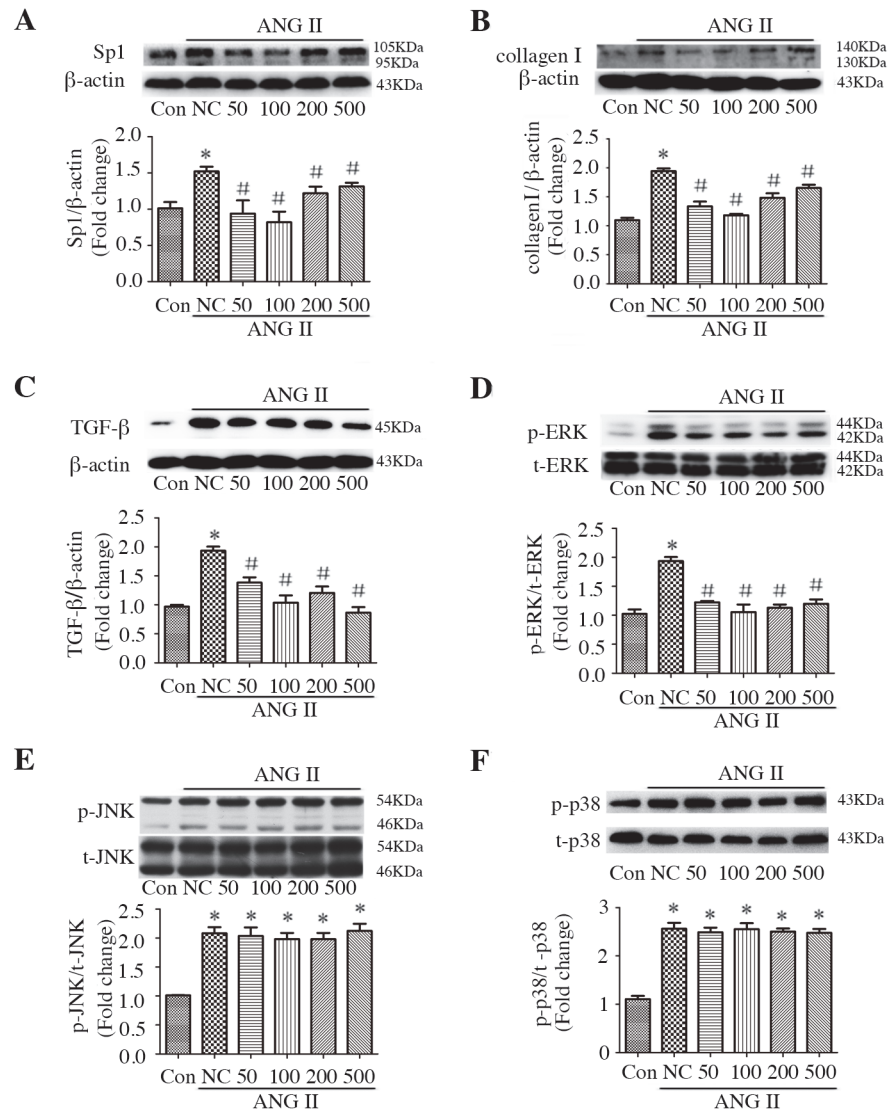 A
ANG II
Sp1
105KDa
95KDa
β-actin
43KDa
Con NC 50 100 200 500
Sp1/β-actin
(Fold change)
2.0
1.5
1.0
0.5
0.0
*
#
#
#
#
Con NC 50 100 200 500
ANG II
B
ANG II
collagen I
140KDa
130KDa
β-actin
43KDa
Con NC 50 100 200 500
collagenI/β-actin
(Fold change)
2.5
2.0
1.5
1.0
0.5
0.0
*
#
#
#
#
Con NC 50 100 200 500
ANG II
C
ANG II
TGF-β
45KDa
β-actin
43KDa
Con NC 50 100 200 500
TGF-β/β-actin
(Fold change)
2.5
2.0
1.5
1.0
0.5
0.0
*
#
#
#
#
Con NC 50 100 200 500
ANG II
D
ANG II
p-ERK
44KDa
42KDa
t-ERK
44KDa
42KDa
Con NC 50 100 200 500
p-ERK/t-ERK
(Fold change)
2.5
2.0
1.5
1.0
0.5
0.0
*
#
#
#
#
Con NC 50 100 200 500
ANG II
E
ANG II
p-JNK
54KDa
46KDa
t-JNK
54KDa
46KDa
Con NC 50 100 200 500
p-JNK/t-JNK
(Fold change)
2.5
2.0
1.5
1.0
0.5
0.0
*
*
*
*
*
Con NC 50 100 200 500
ANG II
F
ANG II
p-p38
43KDa
t-p38
43KDa
Con NC 50 100 200 500
p-p38/t -p38
(Fold change)
3
2
1
0
*
*
*
*
*
Con NC 50 100 200 500
ANG II